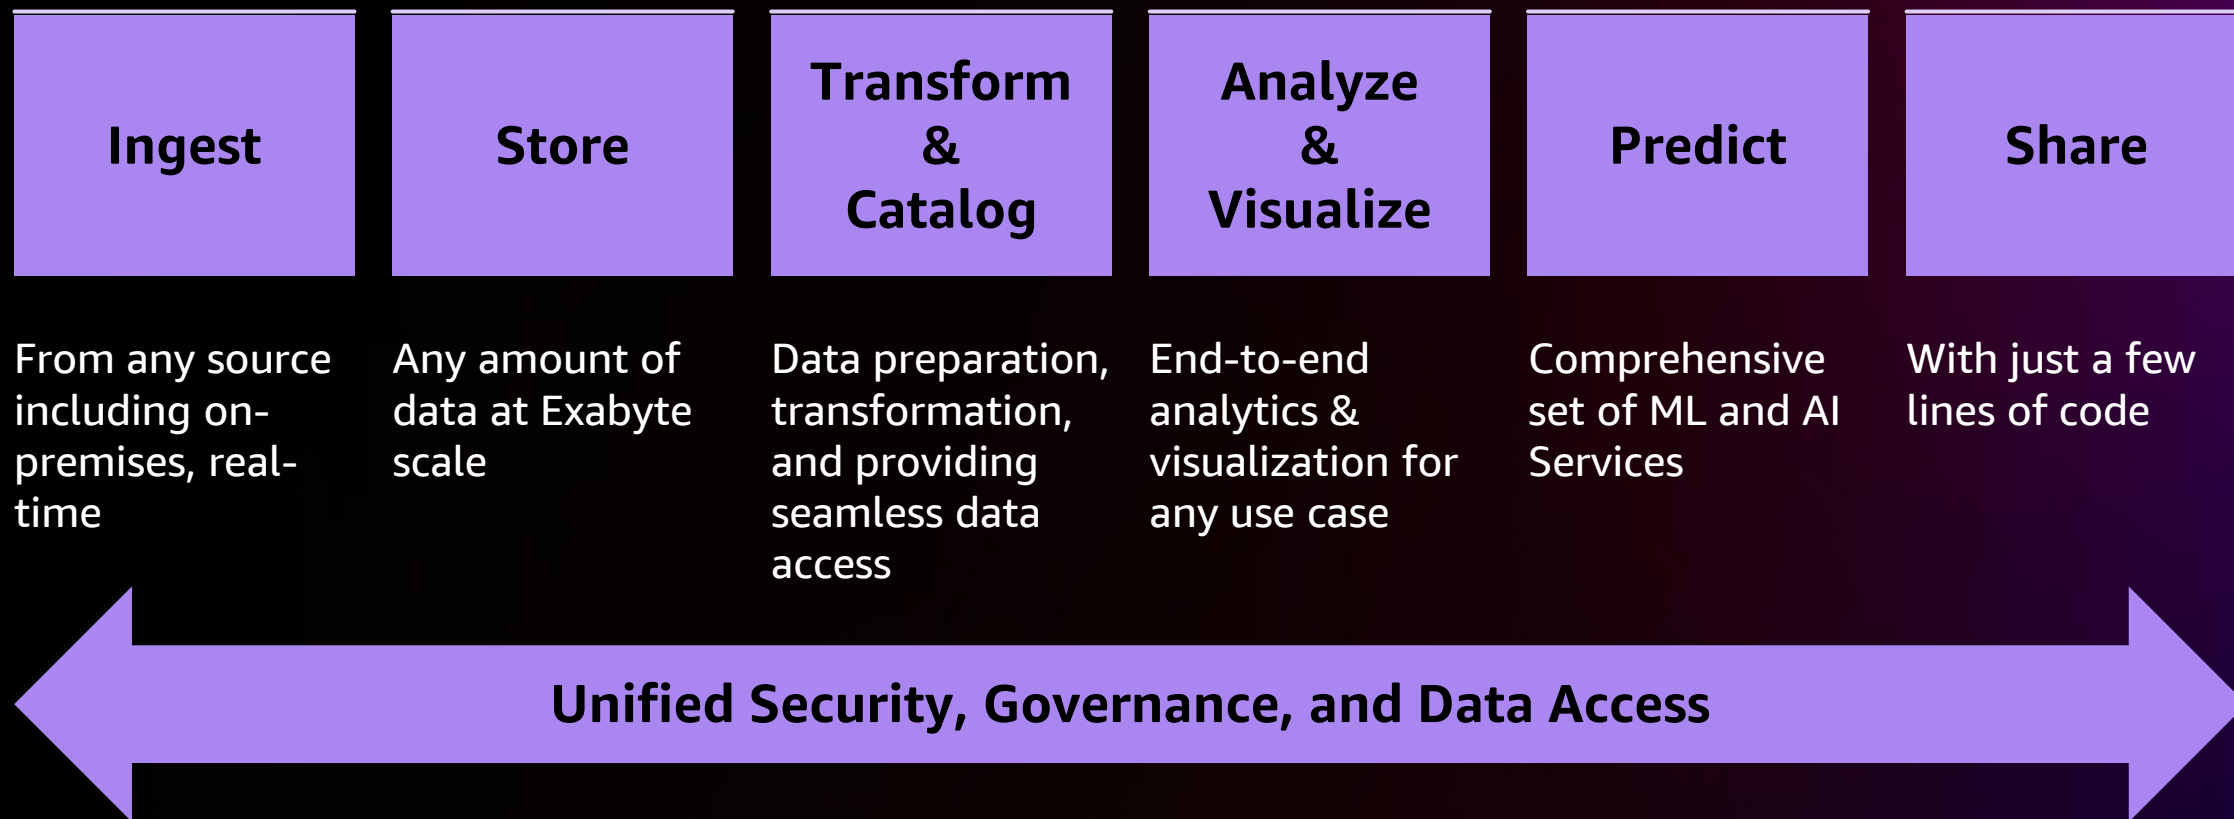 Ingest
Store
Transform
&
Catalog
Analyze
&
Visualize
Predict
Share
From any source
including on-
premises, real-
time
Any amount of
data at Exabyte
scale
Data preparation,
transformation,
and providing
seamless data
access
End-to-end
analytics &
visualization for
any use case
Comprehensive
set of ML and AI
Services
With just a few
lines of code
Unified Security, Governance, and Data Access